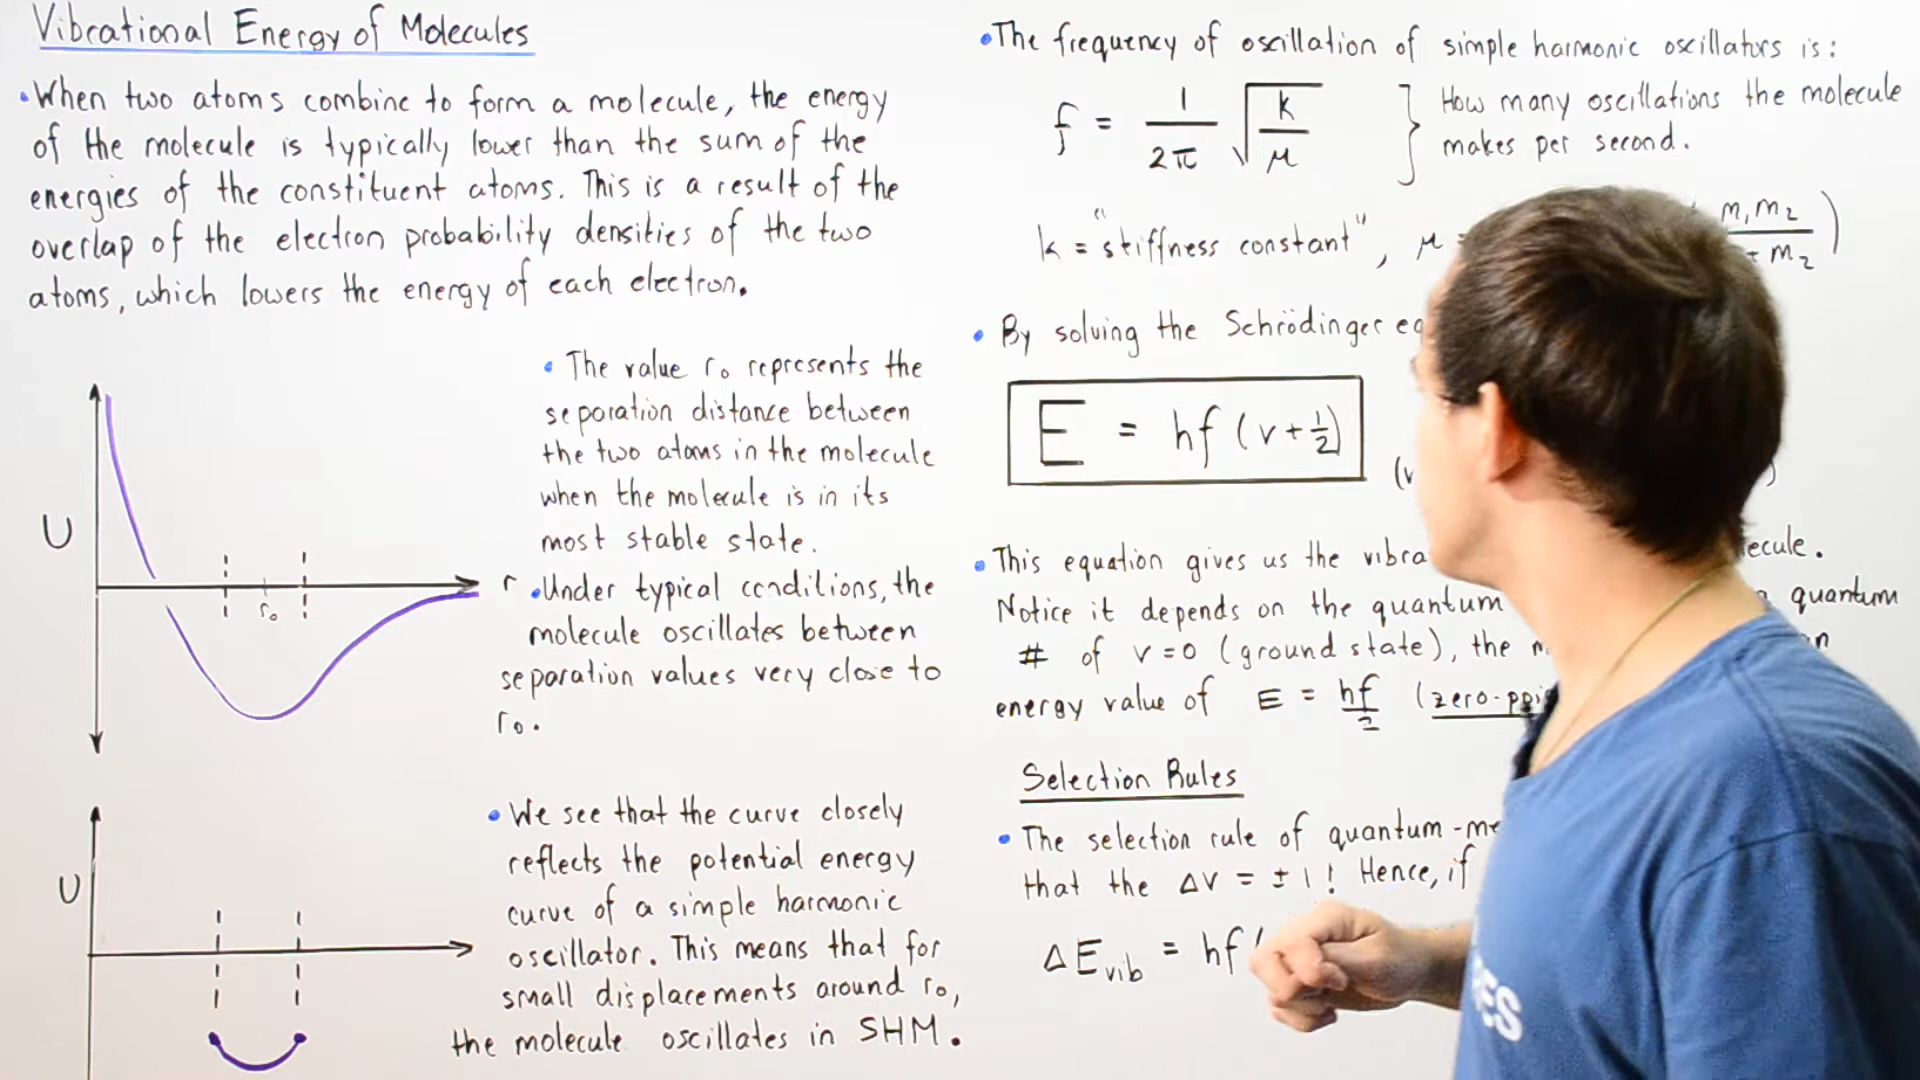 Vibrational Energy of Molecules
• When two atoms combine to form a molecule, the energy
of the molecule is typically lower than the sum of the
energies of the constituent atoms. This is a result of the
overlap of the electron probability densities of the two
atoms, which lowers the energy of each electron.
U
r
r₀
• The value r₀ represents the
separation distance between
the two atoms in the molecule
when the molecule is in its
most stable state.
• Under typical conditions, the
molecule oscillates between
separation values very close to
r₀.
U
• We see that the curve closely
reflects the potential energy
curve of a simple harmonic
oscillator. This means that for
small displacements around r₀,
the molecule oscillates in SHM.
• The frequency of oscillation of simple harmonic oscillators is:
f = 1/2π √(k/μ) } How many oscillations the molecule
makes per second.
k = "stiffness constant", μ = m₁m₂ / + m₂ )
• By solving the Schrödinger
E = hf (v + 1/2)
(v )
• This equation gives us the
Notice it depends on the quantum quantum
# of v = 0 (ground state), the
energy value of E = hf/2 (
Selection Rules
• The selection rule of
that the Δv = ±1! Hence, if
ΔE vib = hf (
ES